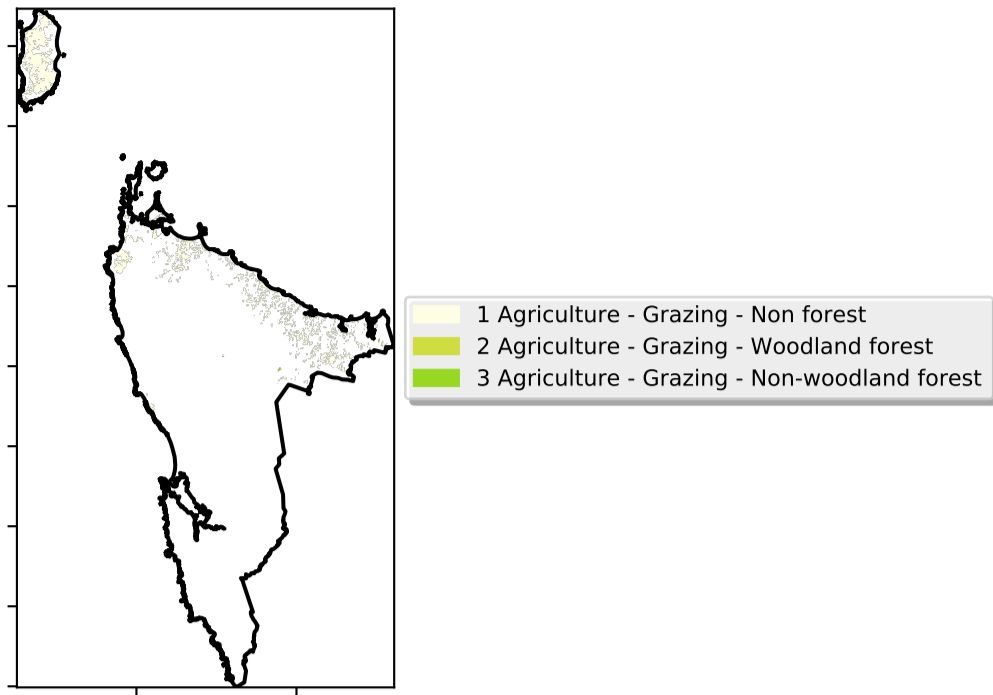 1 Agriculture - Grazing - Non forest
2 Agriculture - Grazing - Woodland forest
3 Agriculture - Grazing - Non-woodland forest